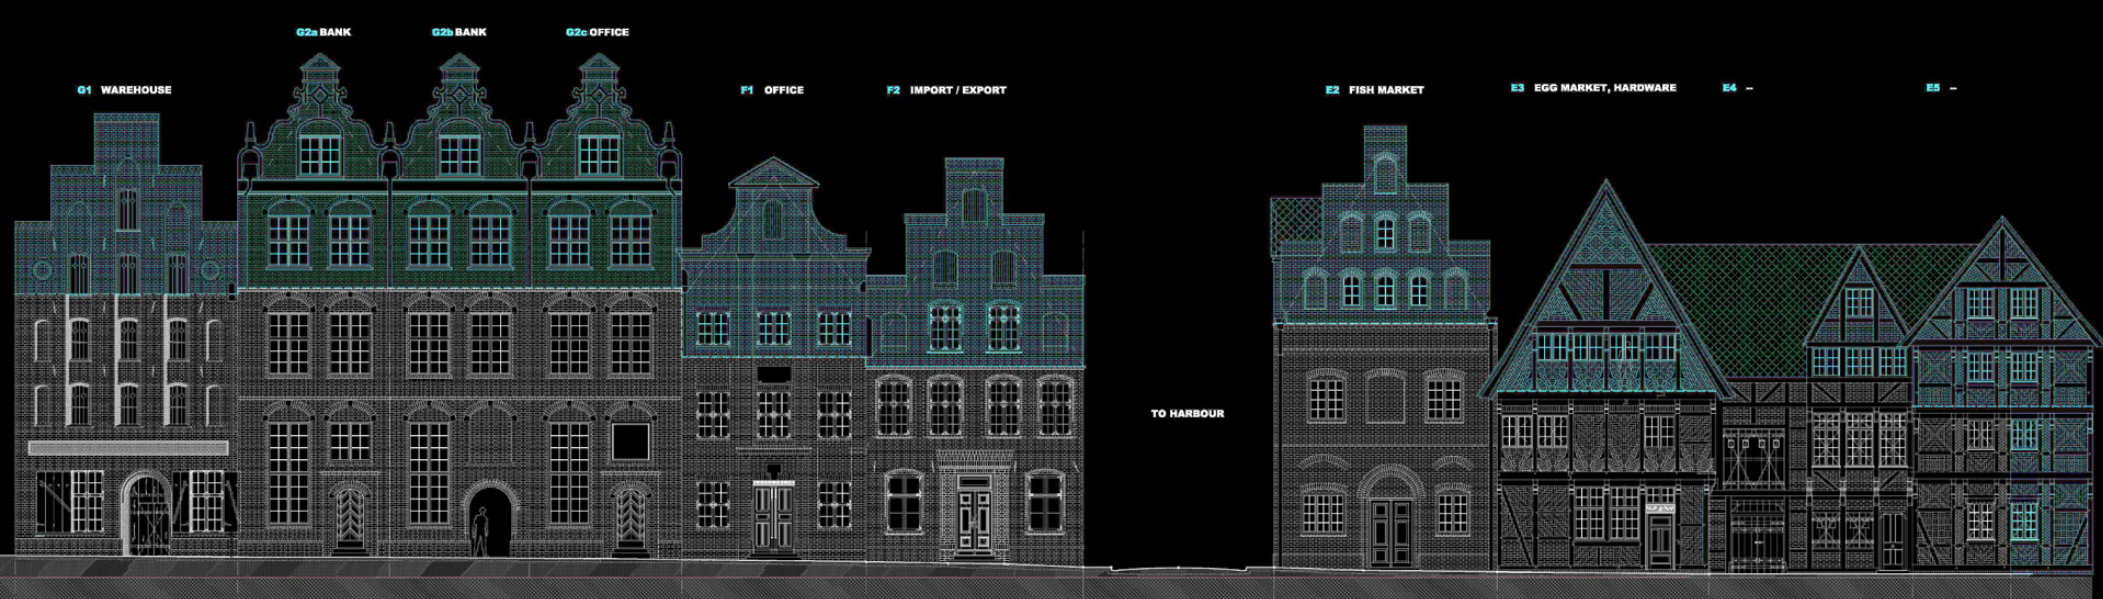 G2a BANK
G2b BANK
G2c OFFICE
G1 WAREHOUSE
F1 OFFICE
F2 IMPORT / EXPORT
E2 FISH MARKET
E3 EGG MARKET, HARDWARE
E4 --
E5 --
TO HARBOUR